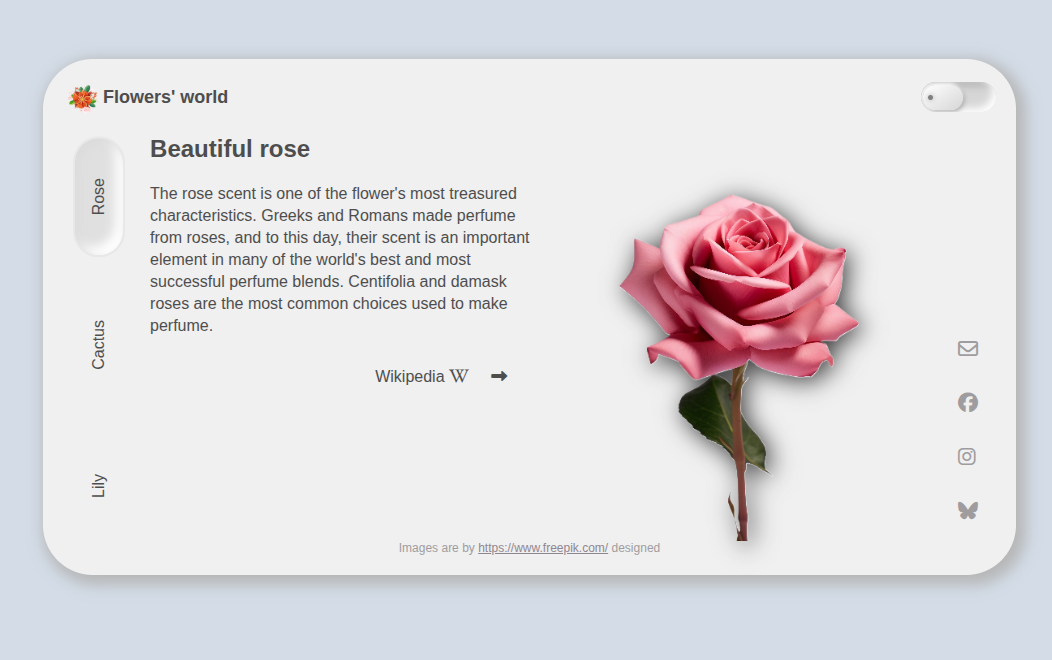 Flowers' world
Beautiful rose
Rose
The rose scent is one of the flower's most treasured
characteristics. Greeks and Romans made perfume
from roses, and to this day, their scent is an important
element in many of the world's best and most
successful perfume blends. Centifolia and damask
roses are the most common choices used to make
perfume.
Cactus
Wikipedia W
Lily
Images are by https://www.freepik.com/ designed